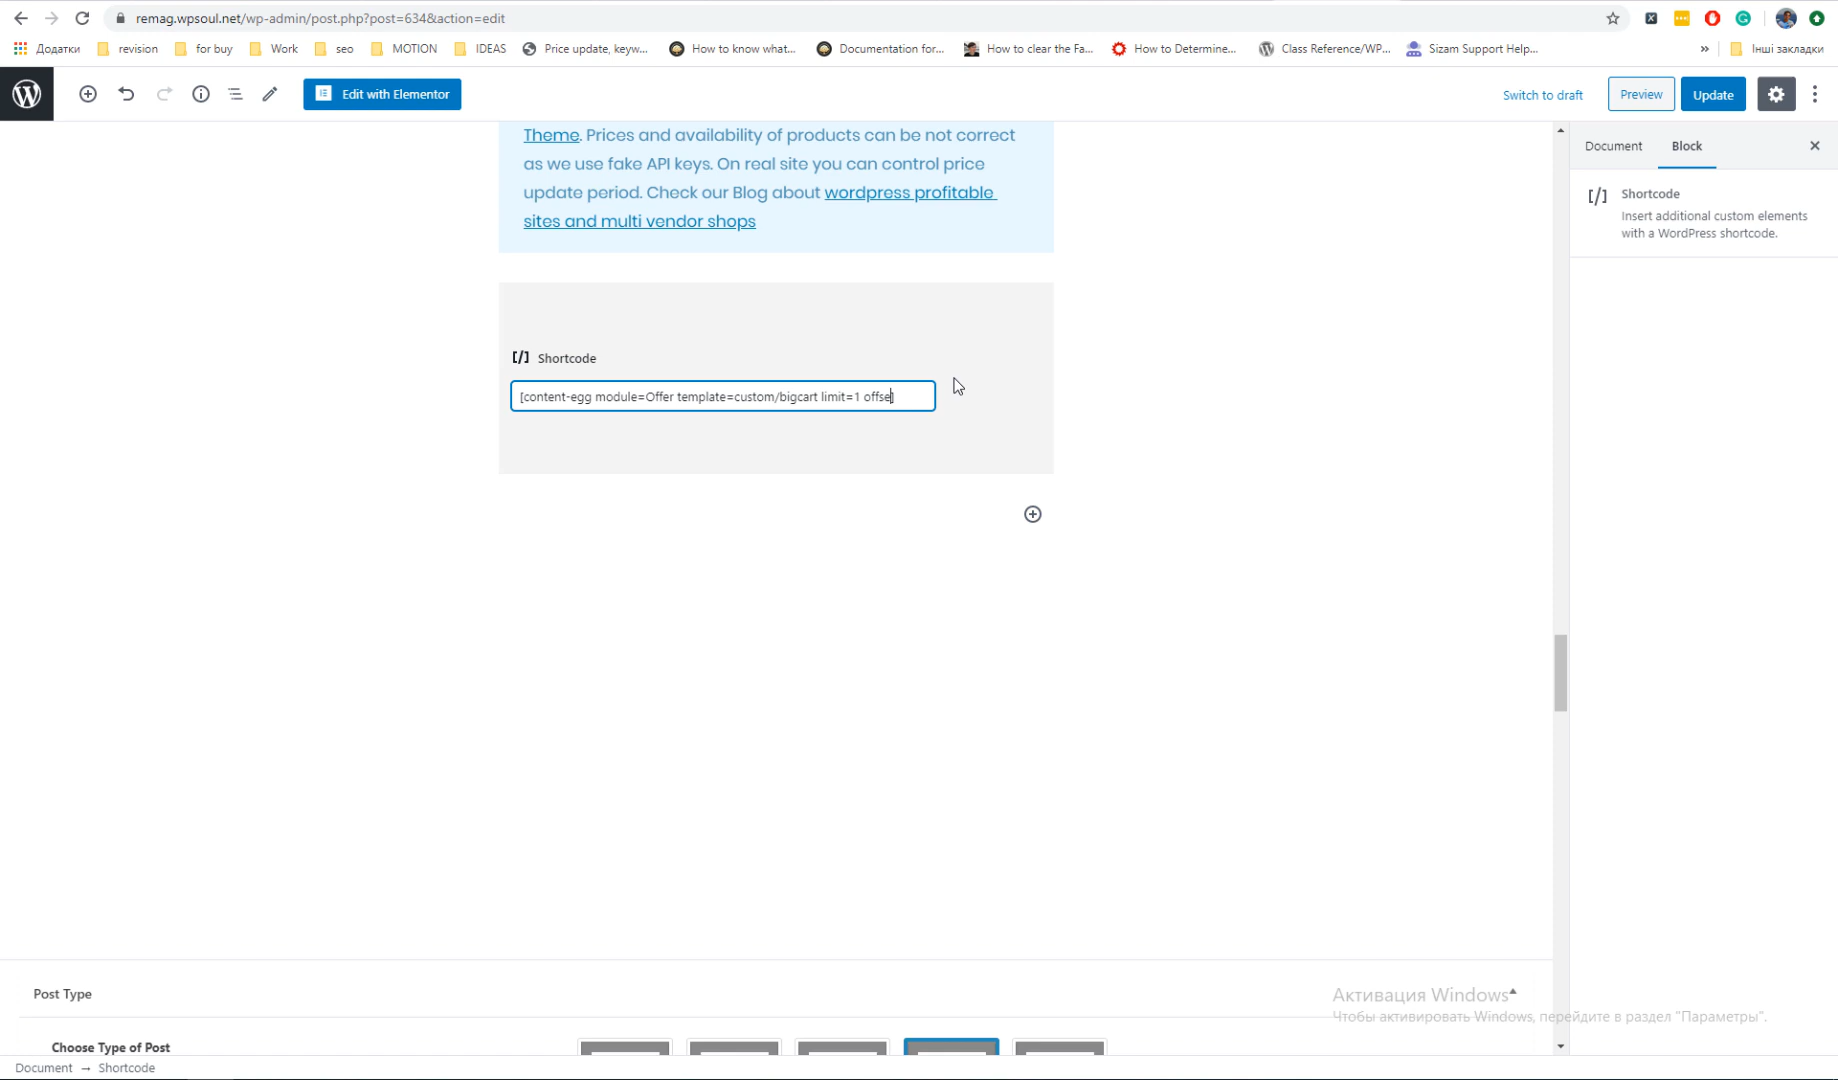 remag.wpsoul.net/wp-admin/post.php?post=634&action=edit
Додатки revision for buy Work seo MOTION IDEAS Price update, keyw... How to know what... Documentation for... How to clear the Fa... How to Determine... Class Reference/WP... Sizam Support Help... » Інші закладки
Edit with Elementor Switch to draft Preview Update
Theme. Prices and availability of products can be not correct
as we use fake API keys. On real site you can control price
update period. Check our Blog about wordpress profitable
sites and multi vendor shops
Document Block
[/] Shortcode
Insert additional custom elements
with a WordPress shortcode.
[/] Shortcode
[content-egg module=Offer template=custom/bigcart limit=1 offse]
Post Type
Активация Windows
Чтобы активировать Windows, перейдите в раздел "Параметры".
Choose Type of Post
Document → Shortcode